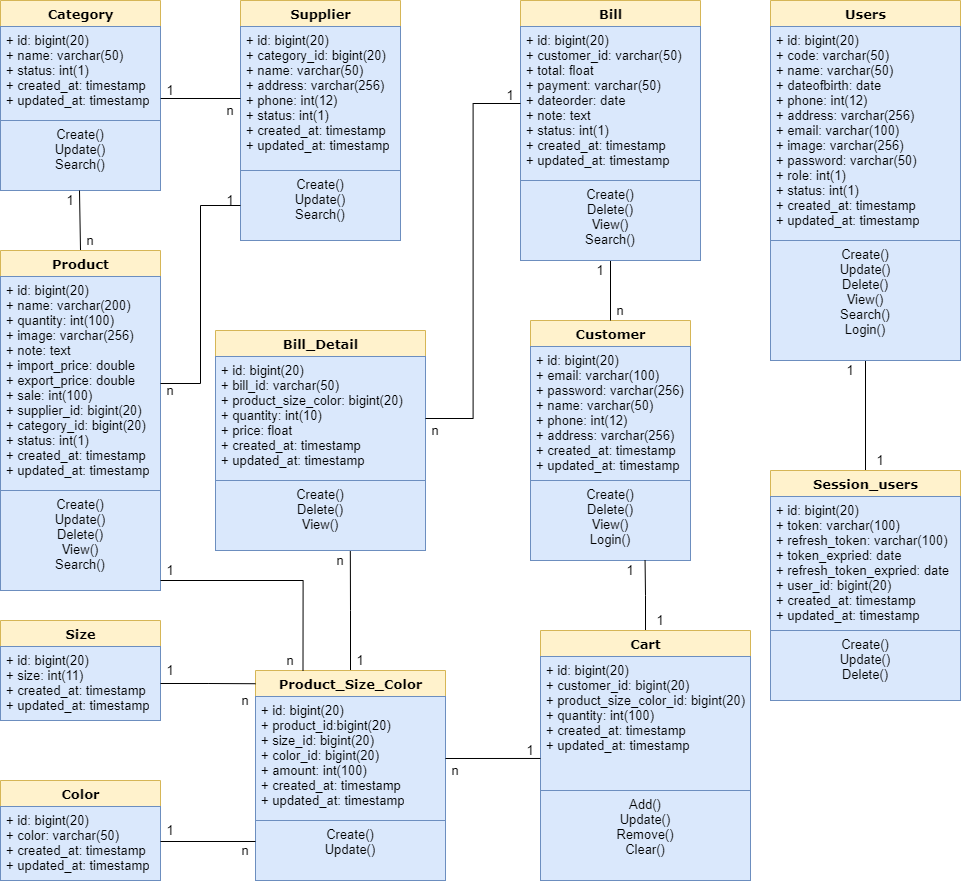 Category
+ id: bigint(20)
+ name: varchar(50)
+ status: int(1)
+ created_at: timestamp
+ updated_at: timestamp
Create()
Update()
Search()
1
n
1
n
Supplier
+ id: bigint(20)
+ category_id: bigint(20)
+ name: varchar(50)
+ address: varchar(256)
+ phone: int(12)
+ status: int(1)
+ created_at: timestamp
+ updated_at: timestamp
Create()
Update()
Search()
1
n
Bill
+ id: bigint(20)
+ customer_id: varchar(50)
+ total: float
+ payment: varchar(50)
+ dateorder: date
+ note: text
+ status: int(1)
+ created_at: timestamp
+ updated_at: timestamp
Create()
Delete()
View()
Search()
1
n
1
n
Users
+ id: bigint(20)
+ code: varchar(50)
+ name: varchar(50)
+ dateofbirth: date
+ phone: int(12)
+ address: varchar(256)
+ email: varchar(100)
+ image: varchar(256)
+ password: varchar(50)
+ role: int(1)
+ status: int(1)
+ created_at: timestamp
+ updated_at: timestamp
Create()
Update()
Delete()
View()
Search()
Login()
1
1
Product
+ id: bigint(20)
+ name: varchar(200)
+ quantity: int(100)
+ image: varchar(256)
+ note: text
+ import_price: double
+ export_price: double
+ sale: int(100)
+ supplier_id: bigint(20)
+ category_id: bigint(20)
+ status: int(1)
+ created_at: timestamp
+ updated_at: timestamp
Create()
Update()
Delete()
View()
Search()
1
n
Bill_Detail
+ id: bigint(20)
+ bill_id: varchar(50)
+ product_size_color: bigint(20)
+ quantity: int(10)
+ price: float
+ created_at: timestamp
+ updated_at: timestamp
Create()
Delete()
View()
n
1
Customer
+ id: bigint(20)
+ email: varchar(100)
+ password: varchar(256)
+ name: varchar(50)
+ phone: int(12)
+ address: varchar(256)
+ created_at: timestamp
+ updated_at: timestamp
Create()
Delete()
View()
Login()
1
1
Session_users
+ id: bigint(20)
+ token: varchar(100)
+ refresh_token: varchar(100)
+ token_expried: date
+ refresh_token_expried: date
+ user_id: bigint(20)
+ created_at: timestamp
+ updated_at: timestamp
Create()
Update()
Delete()
Size
+ id: bigint(20)
+ size: int(11)
+ created_at: timestamp
+ updated_at: timestamp
1
n
Product_Size_Color
+ id: bigint(20)
+ product_id:bigint(20)
+ size_id: bigint(20)
+ color_id: bigint(20)
+ amount: int(100)
+ created_at: timestamp
+ updated_at: timestamp
Create()
Update()
n
1
Cart
+ id: bigint(20)
+ customer_id: bigint(20)
+ product_size_color_id: bigint(20)
+ quantity: int(100)
+ created_at: timestamp
+ updated_at: timestamp
Add()
Update()
Remove()
Clear()
Color
+ id: bigint(20)
+ color: varchar(50)
+ created_at: timestamp
+ updated_at: timestamp
1
n